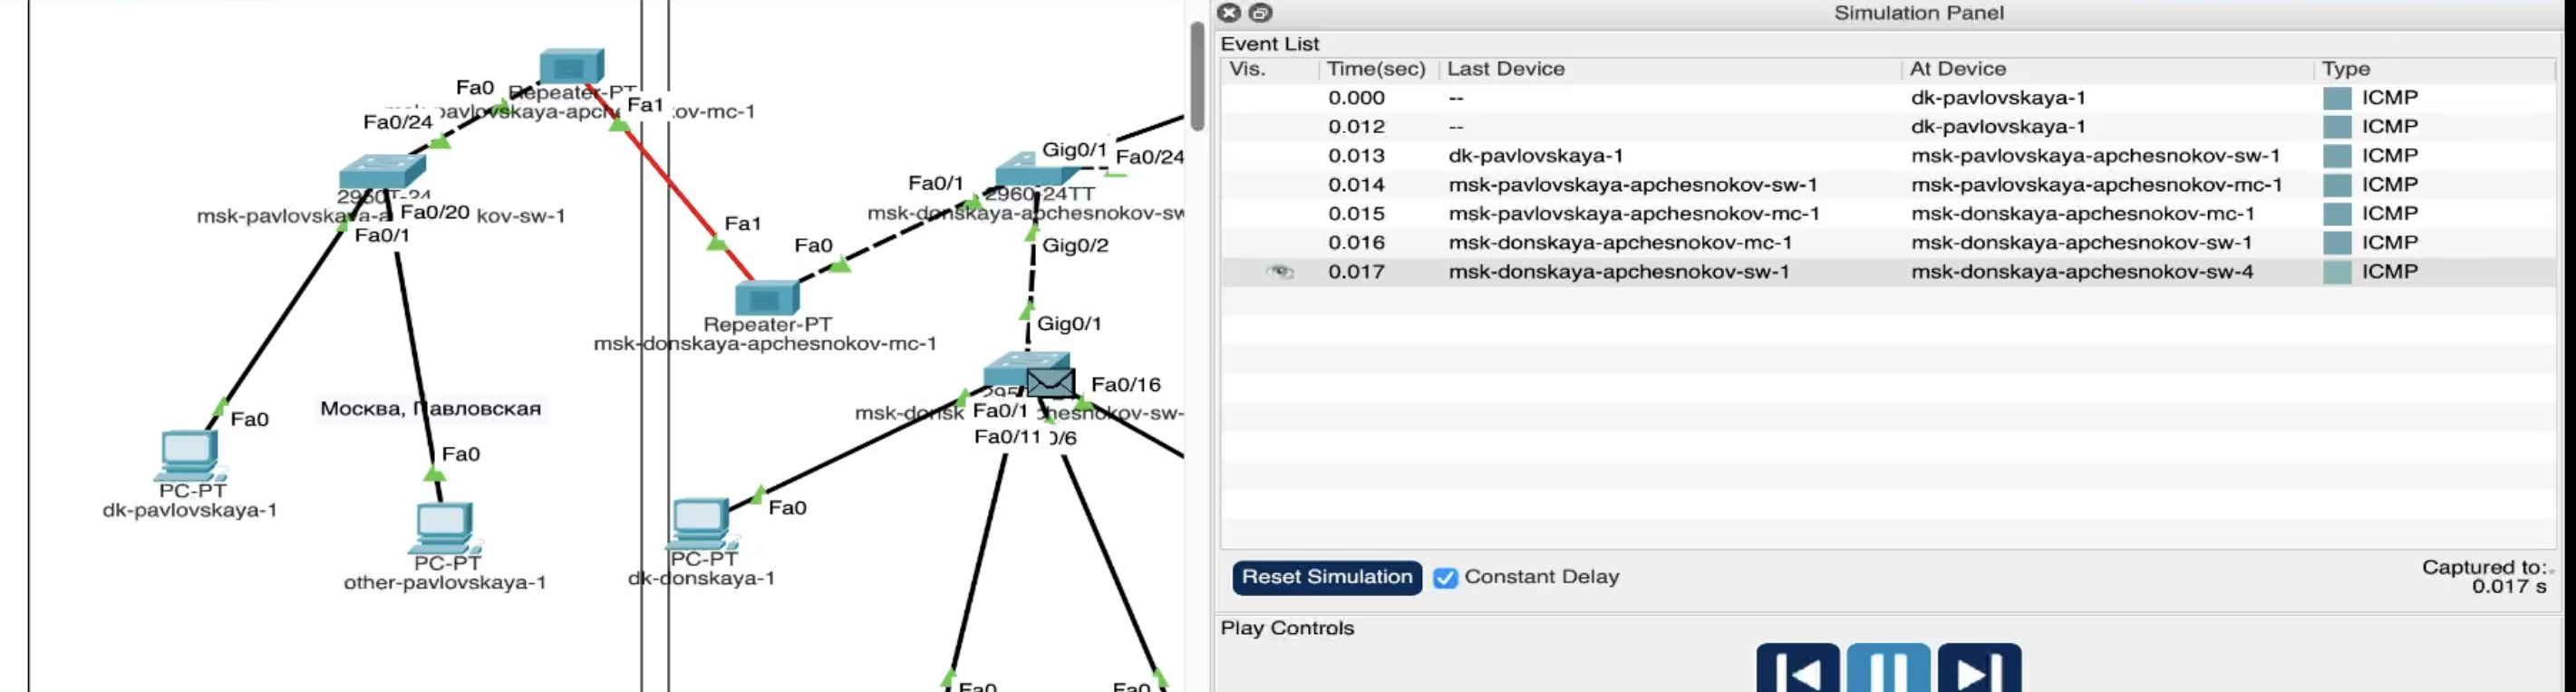 Simulation Panel
Event List
Vis. Time(sec) Last Device At Device Type
0.000 -- dk-pavlovskaya-1 ICMP
0.012 -- dk-pavlovskaya-1 ICMP
0.013 dk-pavlovskaya-1 msk-pavlovskaya-apchesnokov-sw-1 ICMP
0.014 msk-pavlovskaya-apchesnokov-sw-1 msk-pavlovskaya-apchesnokov-mc-1 ICMP
0.015 msk-pavlovskaya-apchesnokov-mc-1 msk-donskaya-apchesnokov-mc-1 ICMP
0.016 msk-donskaya-apchesnokov-mc-1 msk-donskaya-apchesnokov-sw-1 ICMP
0.017 msk-donskaya-apchesnokov-sw-1 msk-donskaya-apchesnokov-sw-4 ICMP
Reset Simulation Constant Delay
Captured to:
0.017 s
Play Controls
Fa0
Repeater-PT
Fa1
kov-mc-1
Fa0/24
Fa0/20
kov-sw-1
Fa0/1
Fa0
PC-PT
dk-pavlovskaya-1
Москва, Павловская
Fa0
PC-PT
other-pavlovskaya-1
Fa1
Fa0
Repeater-PT
msk-donskaya-apchesnokov-mc-1
Gig0/1
Fa0/24
Fa0/1
2960-24TT
msk-donskaya-apchesnokov-sw
Gig0/2
Gig0/1
Fa0/16
msk-donsk
Fa0/1
hesnokov-sw-
Fa0/11
0/6
Fa0
PC-PT
dk-donskaya-1
Fa0
Fa0